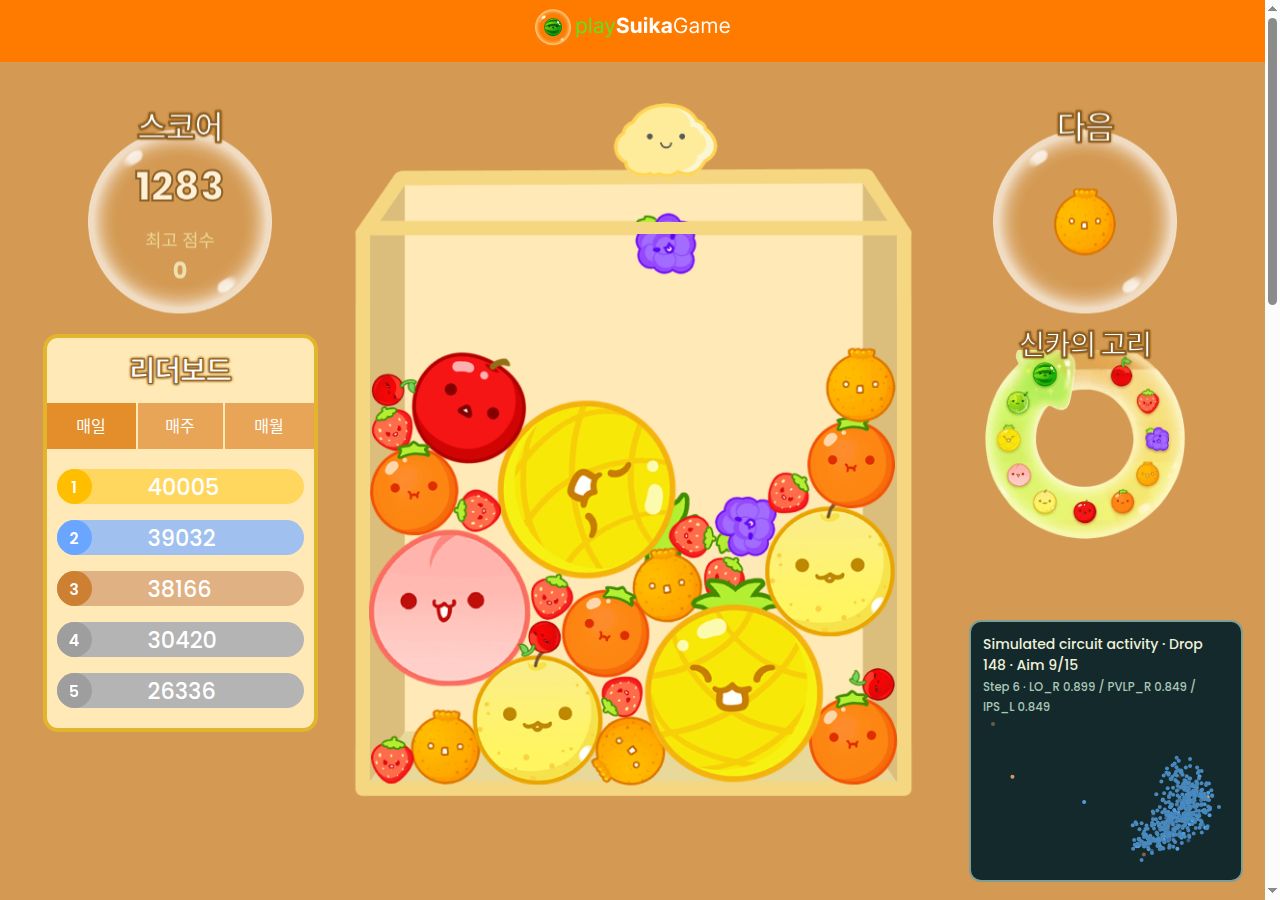 playSuikaGame
스코어
1283
최고 점수
0
다음
리더보드
매일
매주
매월
1
40005
2
39032
3
38166
4
30420
5
26336
신카의 고리
Simulated circuit activity · Drop
148 · Aim 9/15
Step 6 · LO_R 0.899 / PVLP_R 0.849 /
IPS_L 0.849